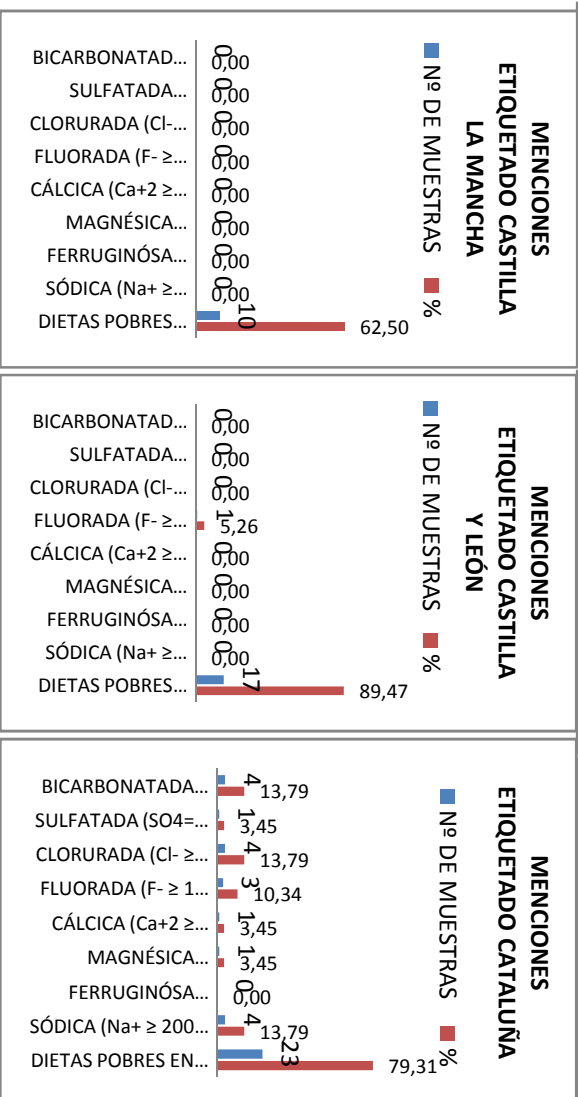 MENCIONES
ETIQUETADO CASTILLA
LA MANCHA
Nº DE MUESTRAS
%
BICARBONATAD... 0 0,00
SULFATADA... 0 0,00
CLORURADA (Cl-... 0 0,00
FLUORADA (F- ≥... 0 0,00
CÁLCICA (Ca+2 ≥... 0 0,00
MAGNÉSICA... 0 0,00
FERRUGINÓSA... 0 0,00
SÓDICA (Na+ ≥... 0 0,00
DIETAS POBRES... 10 62,50
MENCIONES
ETIQUETADO CASTILLA
Y LEÓN
Nº DE MUESTRAS
%
BICARBONATAD... 0 0,00
SULFATADA... 0 0,00
CLORURADA (Cl-... 0 0,00
FLUORADA (F- ≥... 1 5,26
CÁLCICA (Ca+2 ≥... 0 0,00
MAGNÉSICA... 0 0,00
FERRUGINÓSA... 0 0,00
SÓDICA (Na+ ≥... 0 0,00
DIETAS POBRES... 17 89,47
MENCIONES
ETIQUETADO CATALUÑA
Nº DE MUESTRAS
%
BICARBONATADA... 4 13,79
SULFATADA (SO4=... 1 3,45
CLORURADA (Cl- ≥... 4 13,79
FLUORADA (F- ≥ 1... 3 10,34
CÁLCICA (Ca+2 ≥... 1 3,45
MAGNÉSICA... 1 3,45
FERRUGINÓSA... 0 0,00
SÓDICA (Na+ ≥ 200... 4 13,79
DIETAS POBRES EN... 23 79,31